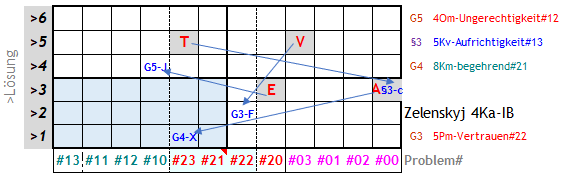 >6 G5 4Om-Ungerechtigkeit#12
>5 T V §3 5Kv-Aufrichtigkeit#13
>4 G5-J G4 8Km-begehrend#21
>3 E A §3-c
>2 G3-F Zelenskyj 4Ka-IB
>1 G4-X G3 5Pm-Vertrauen#22
#13 #11 #12 #10 #23 #21 #22 #20 #03 #01 #02 #00 Problem#
>Lösung